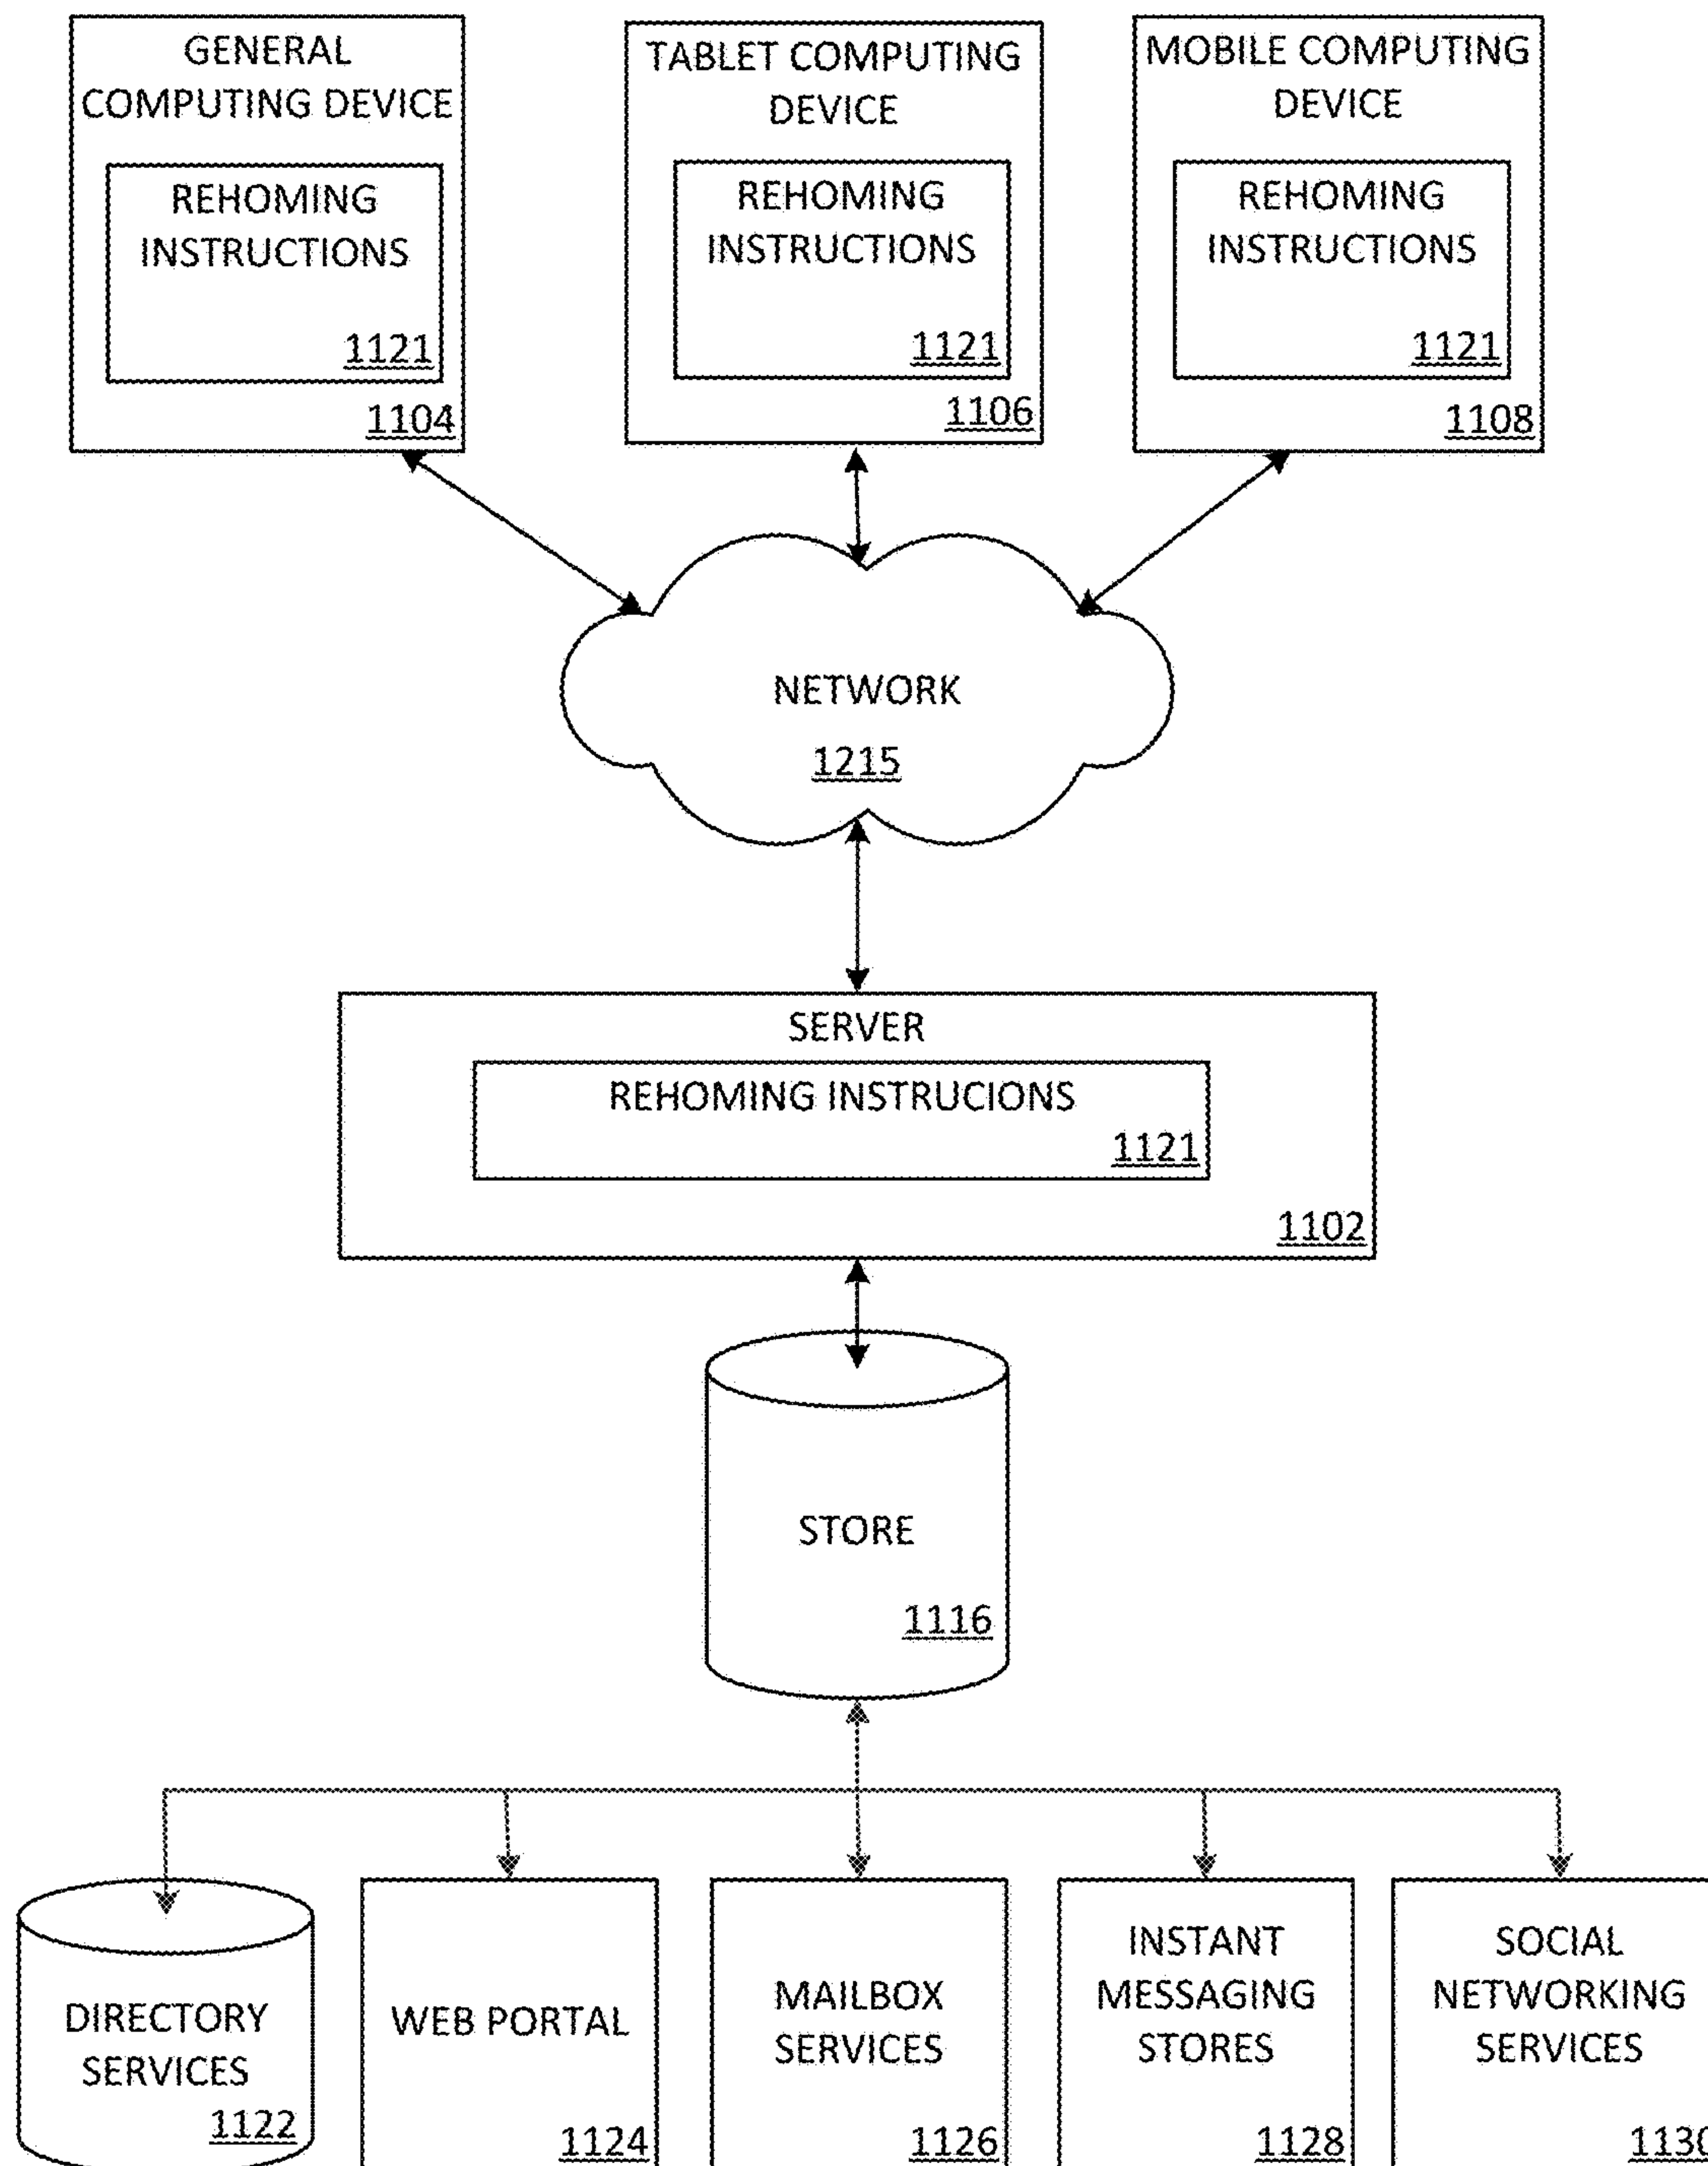 GENERAL
COMPUTING DEVICE
REHOMING
INSTRUCTIONS
1121
1104
TABLET COMPUTING
DEVICE
REHOMING
INSTRUCTIONS
1121
1106
MOBILE COMPUTING
DEVICE
REHOMING
INSTRUCTIONS
1121
1108
NETWORK
1215
SERVER
REHOMING INSTRUCIONS
1121
1102
STORE
1116
DIRECTORY
SERVICES
1122
WEB PORTAL
1124
MAILBOX
SERVICES
1126
INSTANT
MESSAGING
STORES
1128
SOCIAL
NETWORKING
SERVICES
1130